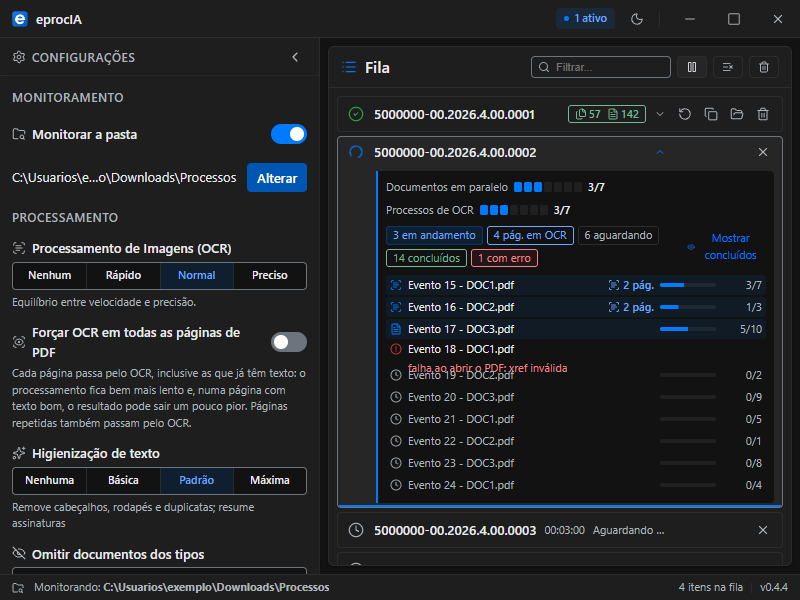 eprocIA
1 ativo
CONFIGURAÇÕES
MONITORAMENTO
Monitorar a pasta
C:\Usuarios\e...o\Downloads\Processos
Alterar
PROCESSAMENTO
Processamento de Imagens (OCR)
Nenhum Rápido Normal Preciso
Equilíbrio entre velocidade e precisão.
Forçar OCR em todas as páginas de
PDF
Cada página passa pelo OCR, inclusive as que já têm texto: o
processamento fica bem mais lento e, numa página com
texto bom, o resultado pode sair um pouco pior. Páginas
repetidas também passam pelo OCR.
Higienização de texto
Nenhuma Básica Padrão Máxima
Remove cabeçalhos, rodapés e duplicatas; resume
assinaturas
Omitir documentos dos tipos
Fila
Filtrar...
5000000-00.2026.4.00.0001 57 142
5000000-00.2026.4.00.0002
Documentos em paralelo 3/7
Processos de OCR 3/7
3 em andamento 4 pág. em OCR 6 aguardando
14 concluídos 1 com erro
Mostrar
concluídos
Evento 15 - DOC1.pdf 2 pág. 3/7
Evento 16 - DOC2.pdf 2 pág. 1/3
Evento 17 - DOC3.pdf 5/10
Evento 18 - DOC1.pdf
falha ao abrir o PDF: xref inválida
Evento 19 - DOC2.pdf 0/2
Evento 20 - DOC3.pdf 0/9
Evento 21 - DOC1.pdf 0/5
Evento 22 - DOC2.pdf 0/1
Evento 23 - DOC3.pdf 0/8
Evento 24 - DOC1.pdf 0/4
5000000-00.2026.4.00.0003 00:03:00 Aguardando ...
Monitorando: C:\Usuarios\exemplo\Downloads\Processos
4 itens na fila v0.4.4